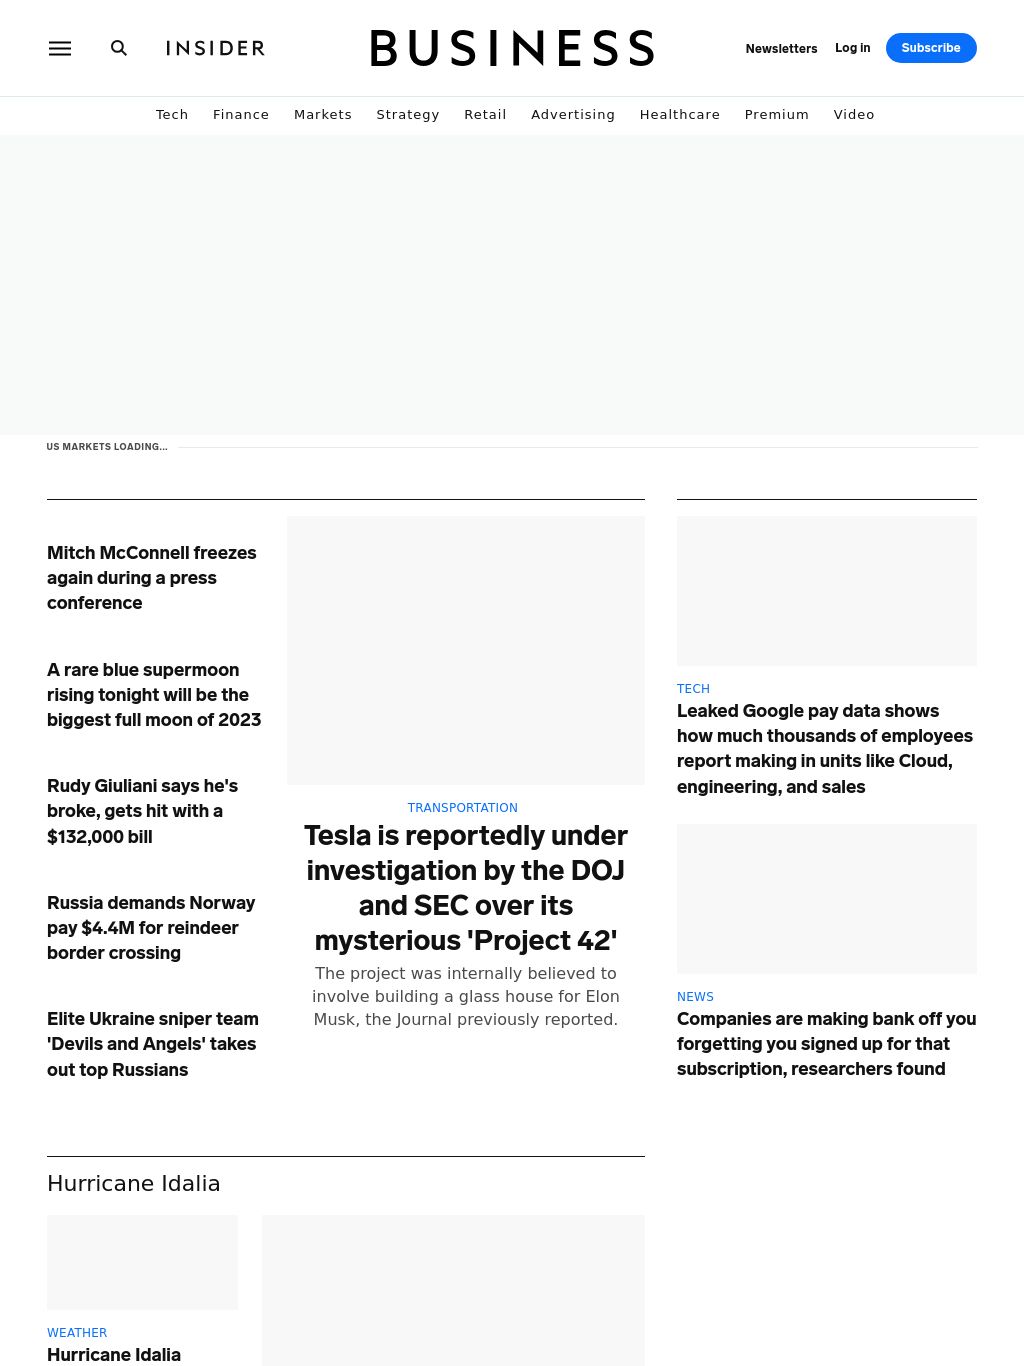 INSIDER
BUSINESS
Newsletters
Log in
Subscribe
Tech Finance Markets Strategy Retail Advertising Healthcare Premium Video
US MARKETS LOADING...
Mitch McConnell freezes
again during a press
conference
A rare blue supermoon
rising tonight will be the
biggest full moon of 2023
Rudy Giuliani says he's
broke, gets hit with a
$132,000 bill
Russia demands Norway
pay $4.4M for reindeer
border crossing
Elite Ukraine sniper team
'Devils and Angels' takes
out top Russians
TRANSPORTATION
Tesla is reportedly under
investigation by the DOJ
and SEC over its
mysterious 'Project 42'
The project was internally believed to
involve building a glass house for Elon
Musk, the Journal previously reported.
TECH
Leaked Google pay data shows
how much thousands of employees
report making in units like Cloud,
engineering, and sales
NEWS
Companies are making bank off you
forgetting you signed up for that
subscription, researchers found
Hurricane Idalia
WEATHER
Hurricane Idalia